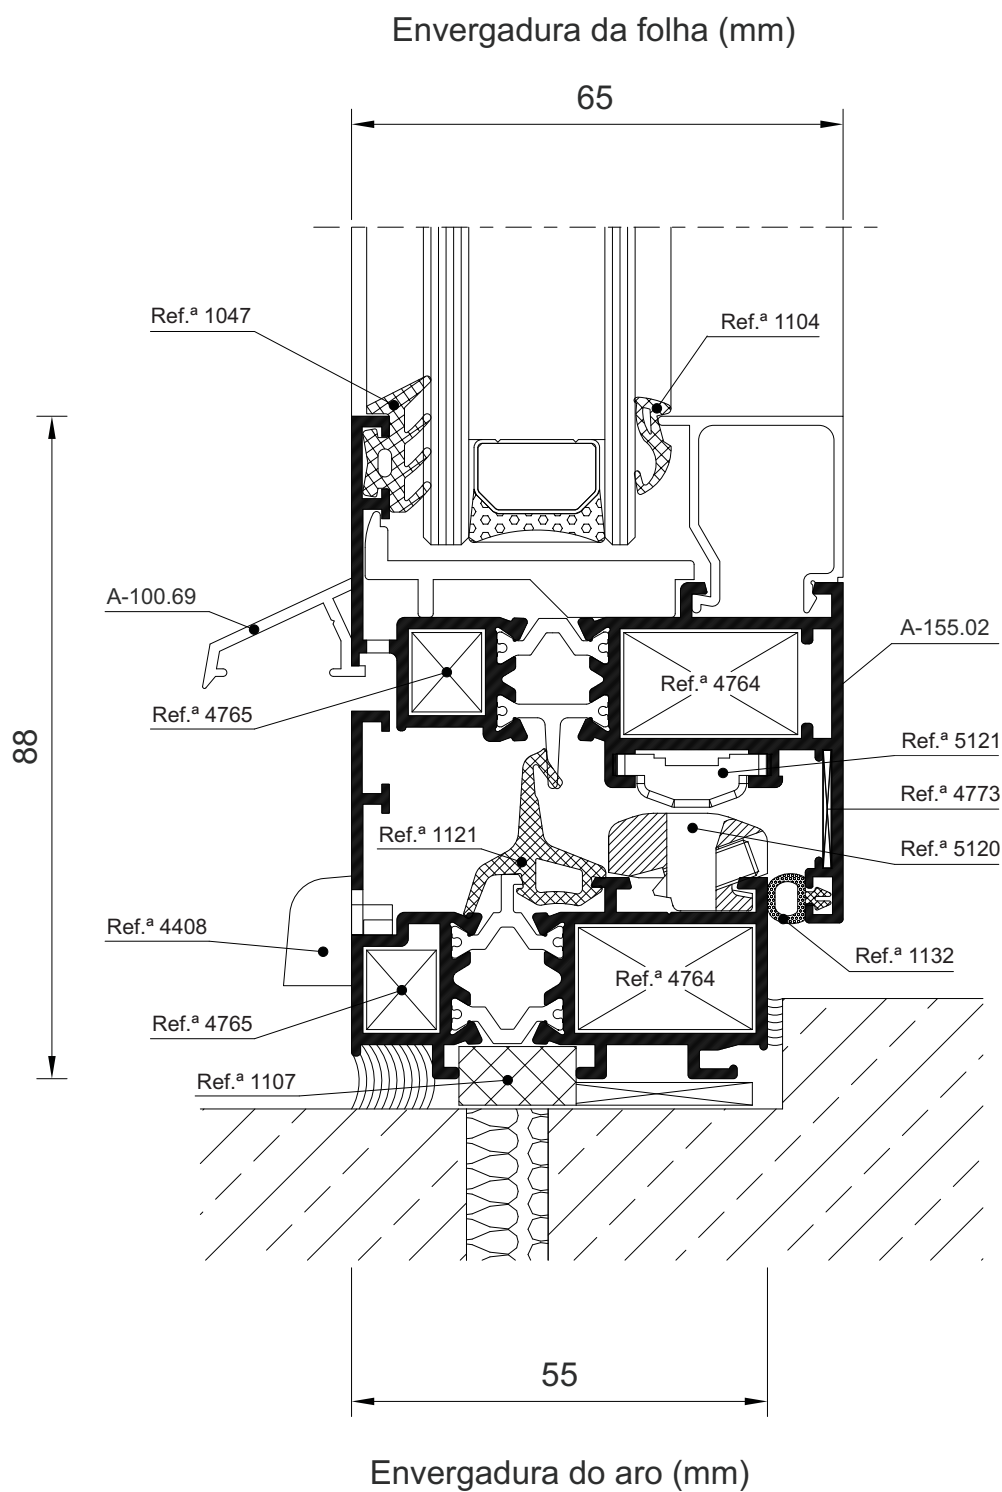 Envergadura da folha (mm)
65
Ref.ª 1047
Ref.ª 1104
A-100.69
A-155.02
Ref.ª 4764
Ref.ª 4765
Ref.ª 5121
88
Ref.ª 4773
Ref.ª 1121
Ref.ª 5120
Ref.ª 4408
Ref.ª 1132
Ref.ª 4764
Ref.ª 4765
Ref.ª 1107
55
Envergadura do aro (mm)